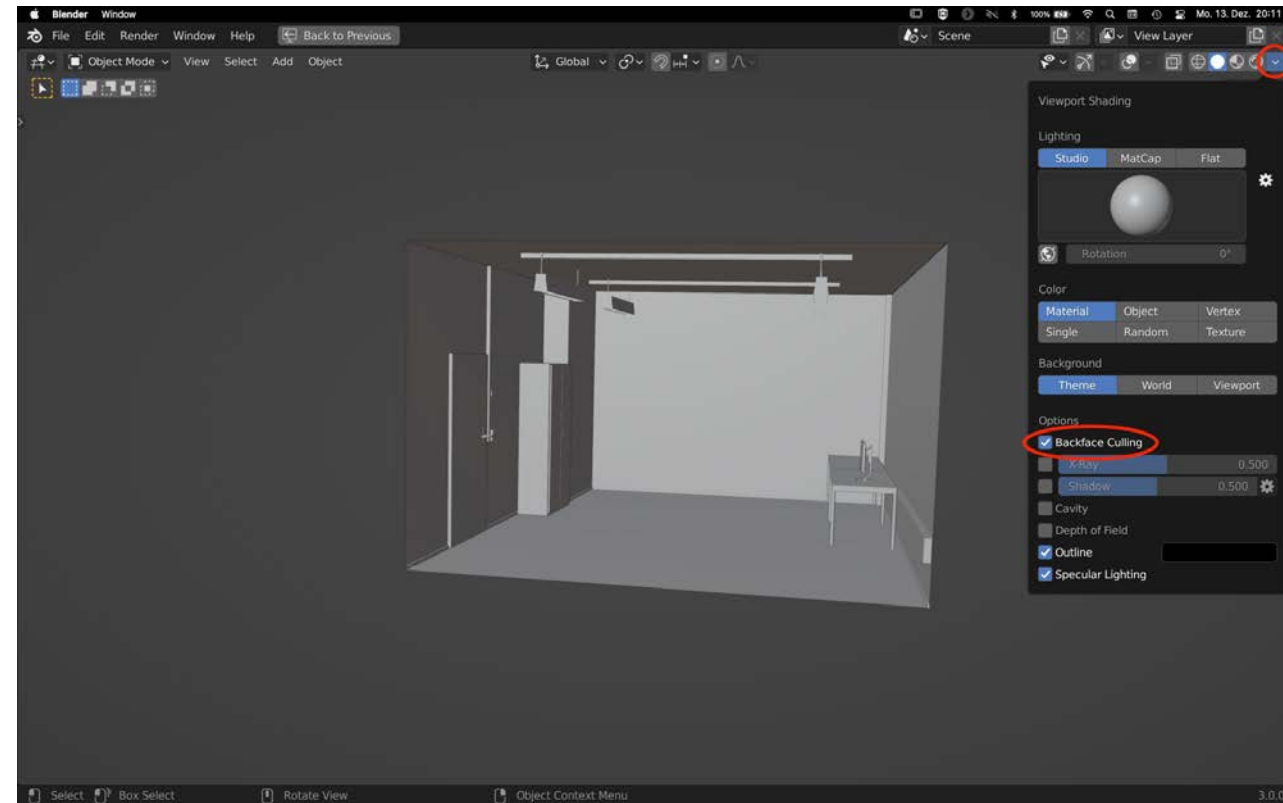 Blender Window 100% Mo. 13. Dez. 20:11
File Edit Render Window Help Back to Previous Scene View Layer
Object Mode View Select Add Object Global
Viewport Shading
Lighting
Studio MatCap Flat
Rotation 0°
Color
Material Object Vertex
Single Random Texture
Background
Theme World Viewport
Options
Backface Culling
X-Ray 0.500
Shadow 0.500
Cavity
Depth of Field
Outline
Specular Lighting
Select Box Select Rotate View Object Context Menu 3.0.0